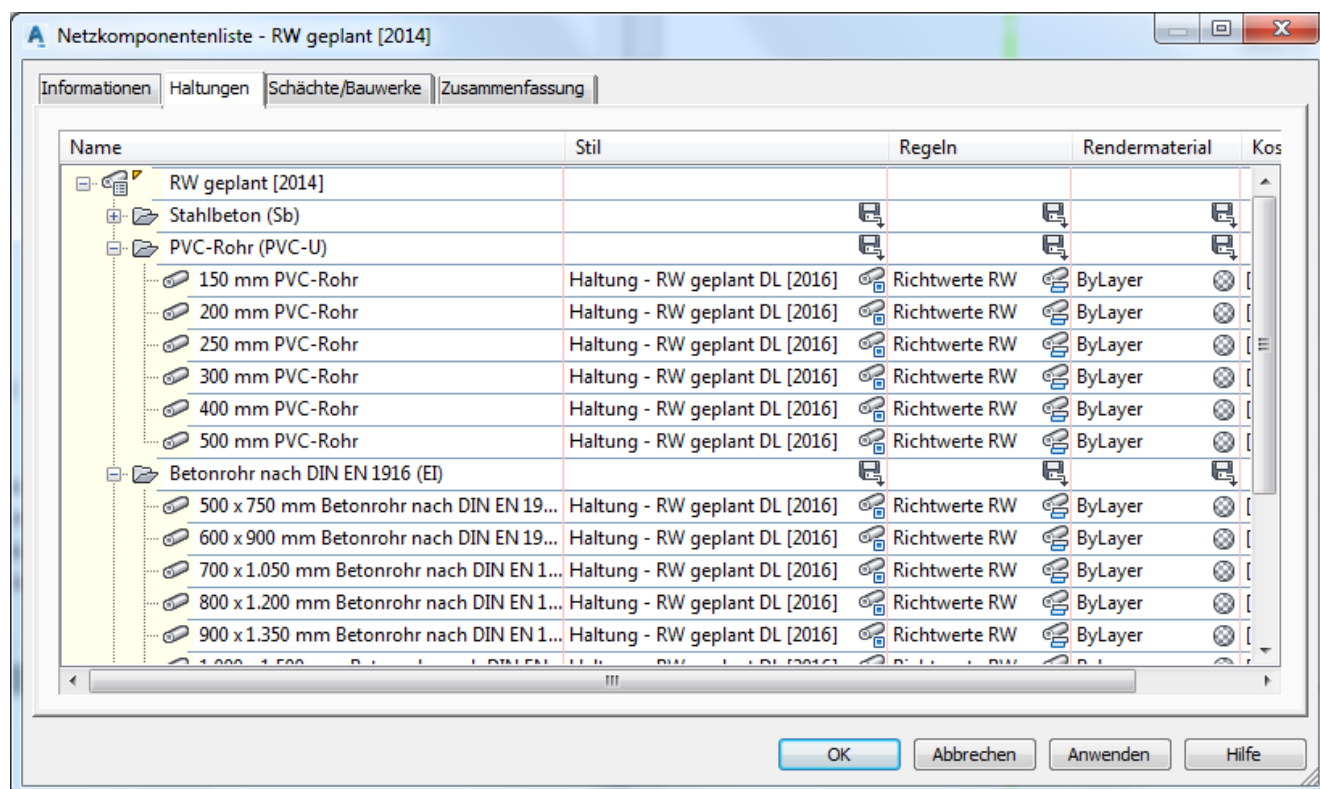 Netzkomponentenliste - RW geplant [2014]
Informationen Haltungen Schächte/Bauwerke Zusammenfassung
Name Stil Regeln Rendermaterial Kos
RW geplant [2014]
Stahlbeton (Sb)
PVC-Rohr (PVC-U)
150 mm PVC-Rohr Haltung - RW geplant DL [2016] Richtwerte RW ByLayer [
200 mm PVC-Rohr Haltung - RW geplant DL [2016] Richtwerte RW ByLayer [
250 mm PVC-Rohr Haltung - RW geplant DL [2016] Richtwerte RW ByLayer [
300 mm PVC-Rohr Haltung - RW geplant DL [2016] Richtwerte RW ByLayer [
400 mm PVC-Rohr Haltung - RW geplant DL [2016] Richtwerte RW ByLayer [
500 mm PVC-Rohr Haltung - RW geplant DL [2016] Richtwerte RW ByLayer [
Betonrohr nach DIN EN 1916 (EI)
500 x 750 mm Betonrohr nach DIN EN 19... Haltung - RW geplant DL [2016] Richtwerte RW ByLayer [
600 x 900 mm Betonrohr nach DIN EN 19... Haltung - RW geplant DL [2016] Richtwerte RW ByLayer [
700 x 1.050 mm Betonrohr nach DIN EN 1... Haltung - RW geplant DL [2016] Richtwerte RW ByLayer [
800 x 1.200 mm Betonrohr nach DIN EN 1... Haltung - RW geplant DL [2016] Richtwerte RW ByLayer [
900 x 1.350 mm Betonrohr nach DIN EN 1... Haltung - RW geplant DL [2016] Richtwerte RW ByLayer [
OK Abbrechen Anwenden Hilfe